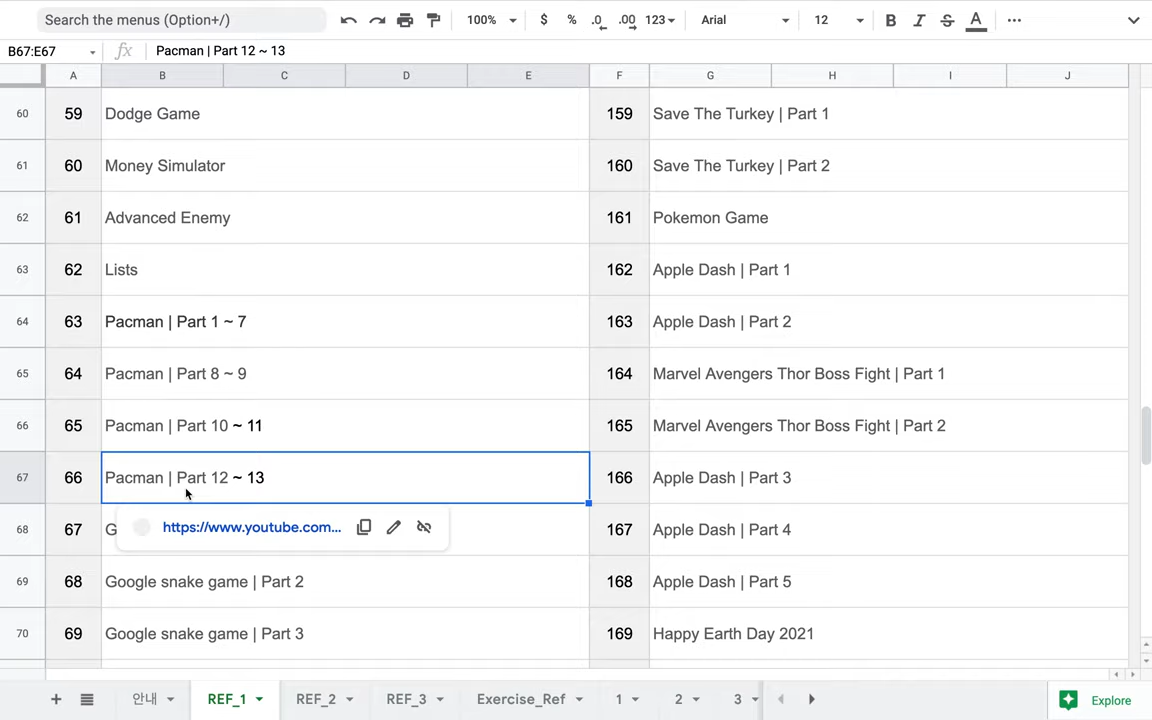 Search the menus (Option+/) 100% $ % .0 .00 123 Arial 12 B I S A
B67:E67 fx Pacman | Part 12 ~ 13
A B C D E F G H I J
60 59 Dodge Game 159 Save The Turkey | Part 1
61 60 Money Simulator 160 Save The Turkey | Part 2
62 61 Advanced Enemy 161 Pokemon Game
63 62 Lists 162 Apple Dash | Part 1
64 63 Pacman | Part 1 ~ 7 163 Apple Dash | Part 2
65 64 Pacman | Part 8 ~ 9 164 Marvel Avengers Thor Boss Fight | Part 1
66 65 Pacman | Part 10 ~ 11 165 Marvel Avengers Thor Boss Fight | Part 2
67 66 Pacman | Part 12 ~ 13 166 Apple Dash | Part 3
68 67 G https://www.youtube.com... 167 Apple Dash | Part 4
69 68 Google snake game | Part 2 168 Apple Dash | Part 5
70 69 Google snake game | Part 3 169 Happy Earth Day 2021
+ 안내 REF_1 REF_2 REF_3 Exercise_Ref 1 2 3 Explore